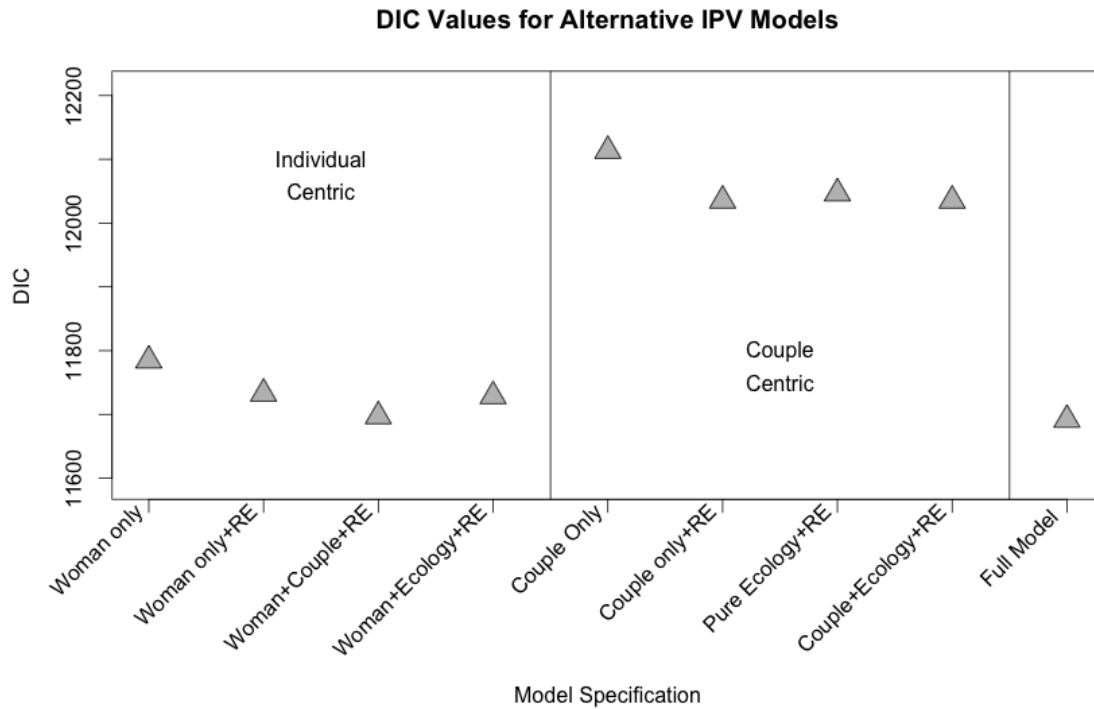 DIC Values for Alternative IPV Models
DIC
12200
12000
11800
11600
Individual
Centric
Couple
Centric
Woman only
Woman only+RE
Woman+Couple+RE
Woman+Ecology+RE
Couple Only
Couple only+RE
Pure Ecology+RE
Couple+Ecology+RE
Full Model
Model Specification